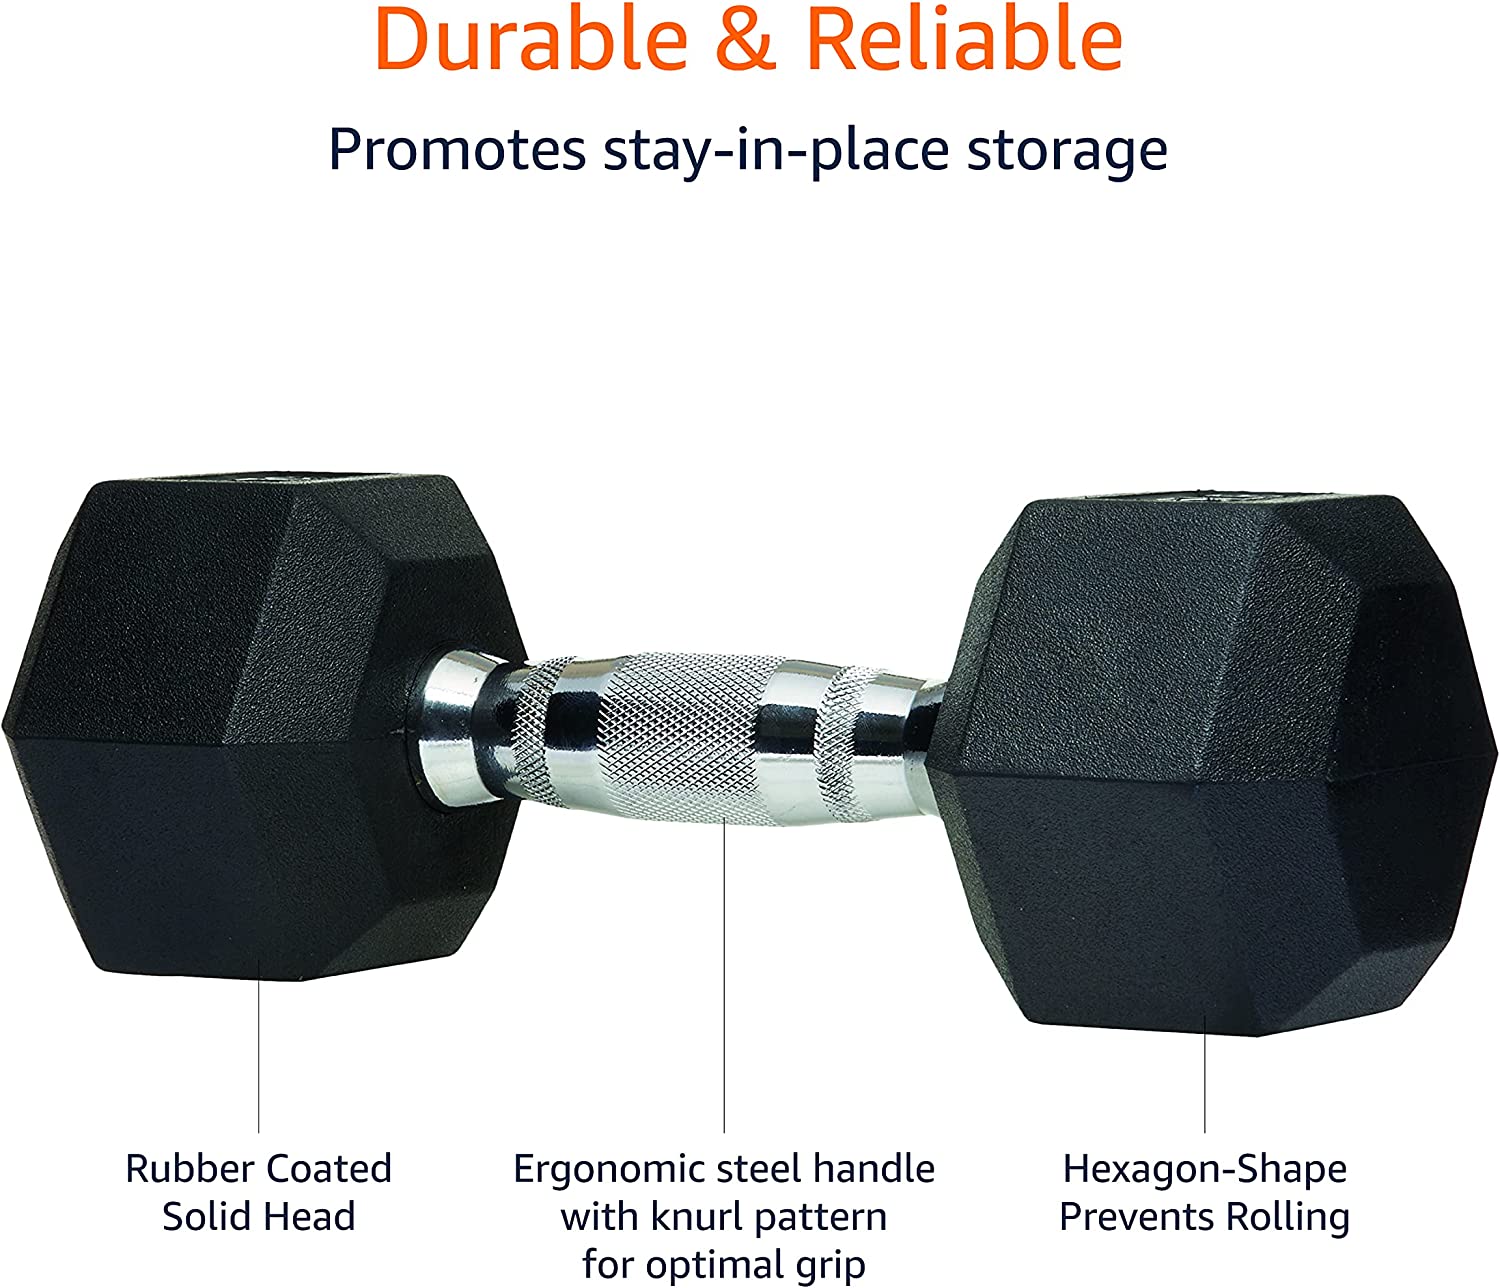 Durable & Reliable
Promotes stay-in-place storage
Rubber Coated
Solid Head
Ergonomic steel handle
with knurl pattern
for optimal grip
Hexagon-Shape
Prevents Rolling